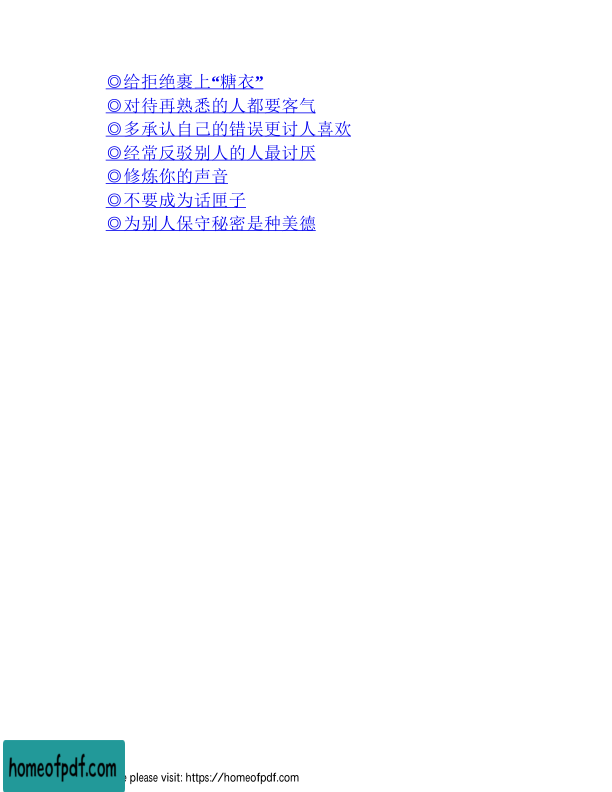 ◎给拒绝裹上“糖衣”
◎对待再熟悉的人都要客气
◎多承认自己的错误更讨人喜欢
◎经常反驳别人的人最讨厌
◎修炼你的声音
◎不要成为话匣子
◎为别人保守秘密是种美德
homeofpdf.com
please visit: https://homeofpdf.com